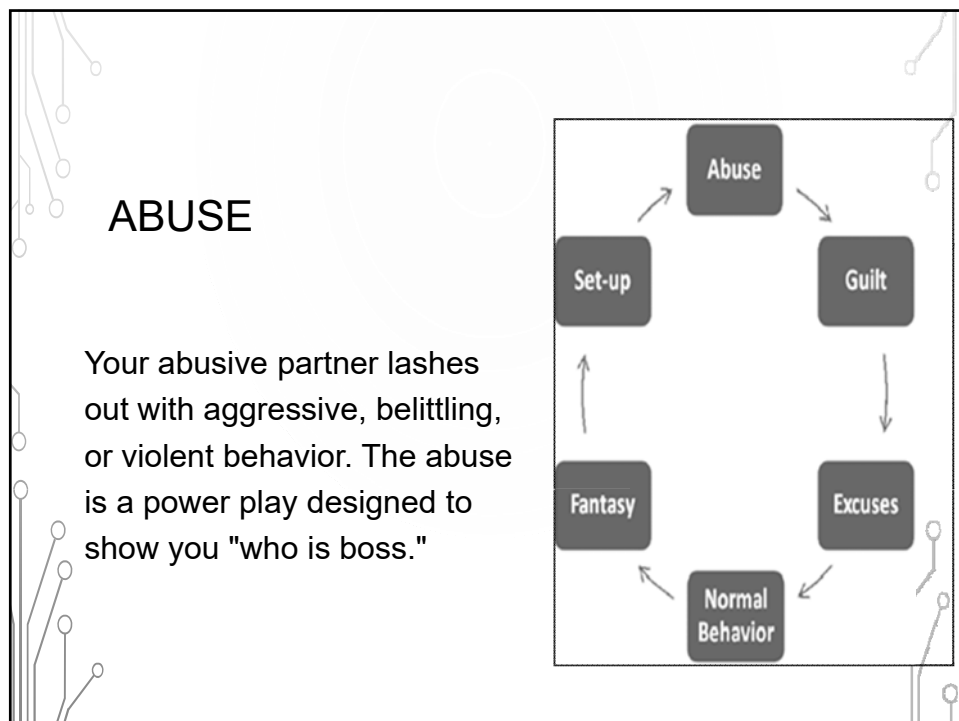 ABUSE
Your abusive partner lashes
out with aggressive, belittling,
or violent behavior. The abuse
is a power play designed to
show you "who is boss."
Abuse
Guilt
Excuses
Normal
Behavior
Fantasy
Set-up